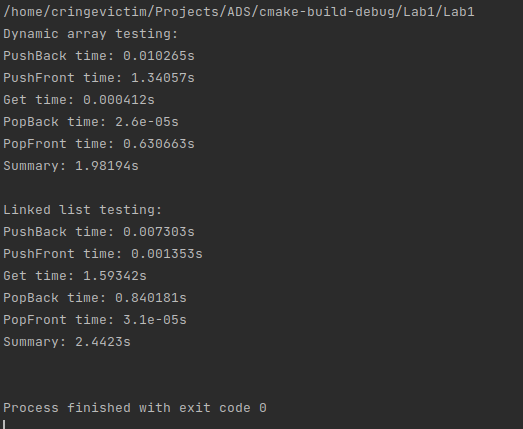 /home/cringevictim/Projects/ADS/cmake-build-debug/Lab1/Lab1
Dynamic array testing:
PushBack time: 0.010265s
PushFront time: 1.34057s
Get time: 0.000412s
PopBack time: 2.6e-05s
PopFront time: 0.630663s
Summary: 1.98194s
Linked list testing:
PushBack time: 0.007303s
PushFront time: 0.001353s
Get time: 1.59342s
PopBack time: 0.840181s
PopFront time: 3.1e-05s
Summary: 2.4423s
Process finished with exit code 0